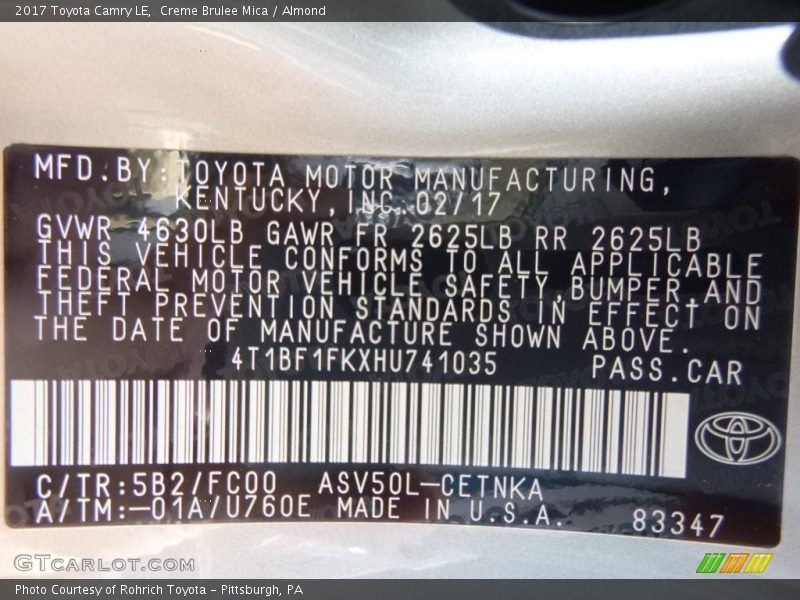 2017 Toyota Camry LE,  Creme Brulee Mica / Almond
MFD.BY:TOYOTA MOTOR MANUFACTURING,
KENTUCKY,INC.02/17
GVWR 4630LB GAWR FR 2625LB RR 2625LB
THIS VEHICLE CONFORMS TO ALL APPLICABLE
FEDERAL MOTOR VEHICLE SAFETY,BUMPER,AND
THEFT PREVENTION STANDARDS IN EFFECT ON
THE DATE OF MANUFACTURE SHOWN ABOVE.
4T1BF1FKXHU741035 PASS.CAR
C/TR:5B2/FC00 ASV50L-CETNKA
A/TM:-01A/U760E MADE IN U.S.A. 83347
GTCARLOT.COM
Photo Courtesy of Rohrich Toyota - Pittsburgh, PA